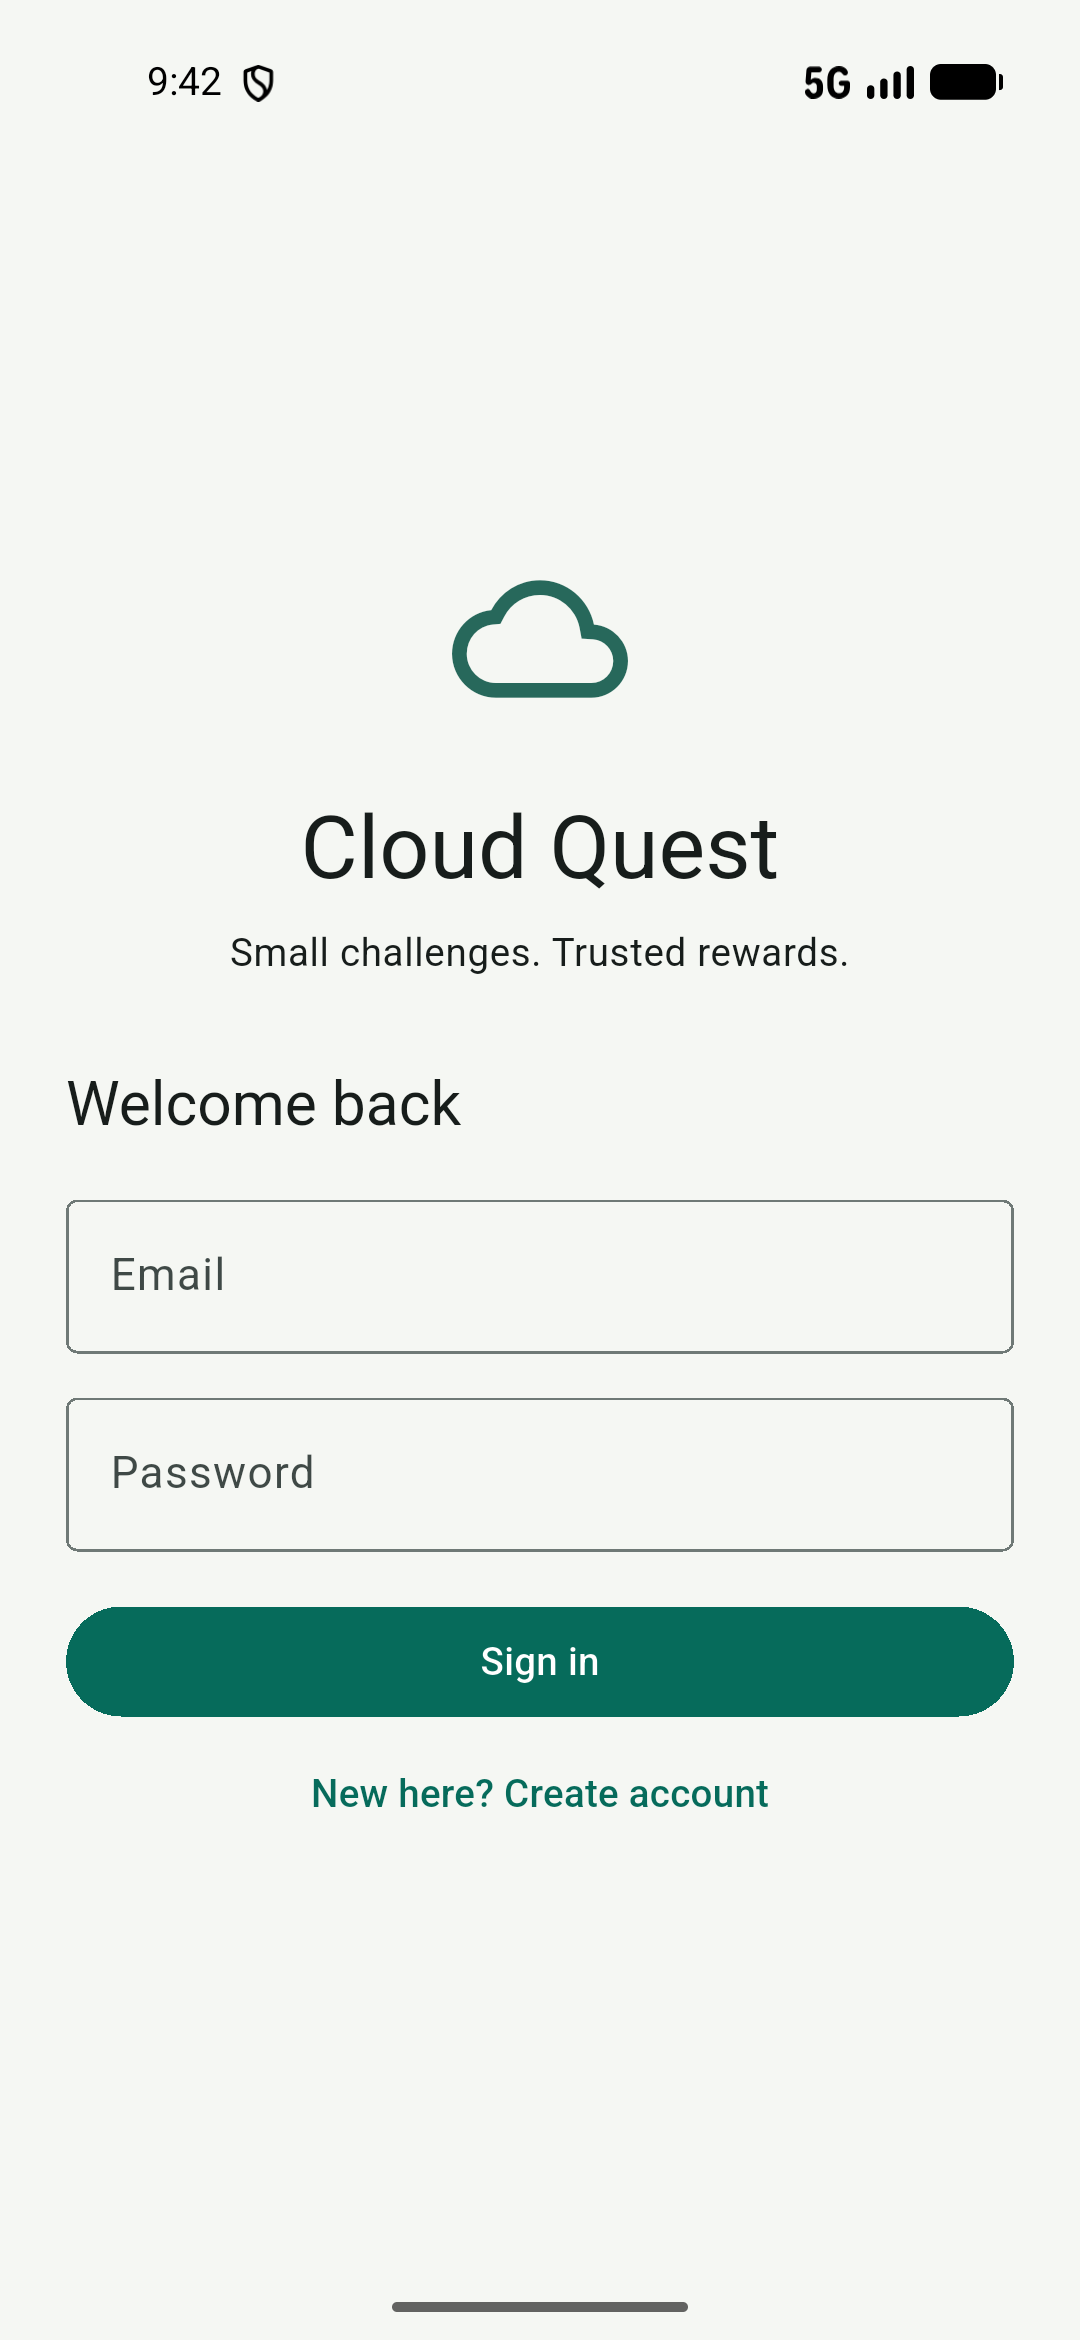 9:42 5G
Cloud Quest
Small challenges. Trusted rewards.
Welcome back
Email
Password
Sign in
New here? Create account